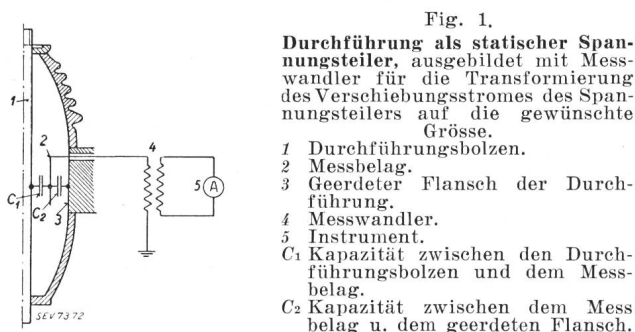 Fig. 1.
Durchführung als statischer Span-
nungsteiler, ausgebildet mit Mess-
wandler für die Transformierung
des Verschiebungsstromes des Span-
nungsteilers auf die gewünschte
Grösse.
1 Durchführungsbolzen.
2 Messbelag.
3 Geerdeter Flansch der Durch-
führung.
4 Messwandler.
5 Instrument.
C1 Kapazität zwischen den Durch-
führungsbolzen und dem Mess-
belag.
C2 Kapazität zwischen dem Mess
belag u. dem geerdeten Flansch.
1
2
4
5 A
C1
C2
3
SEV7372